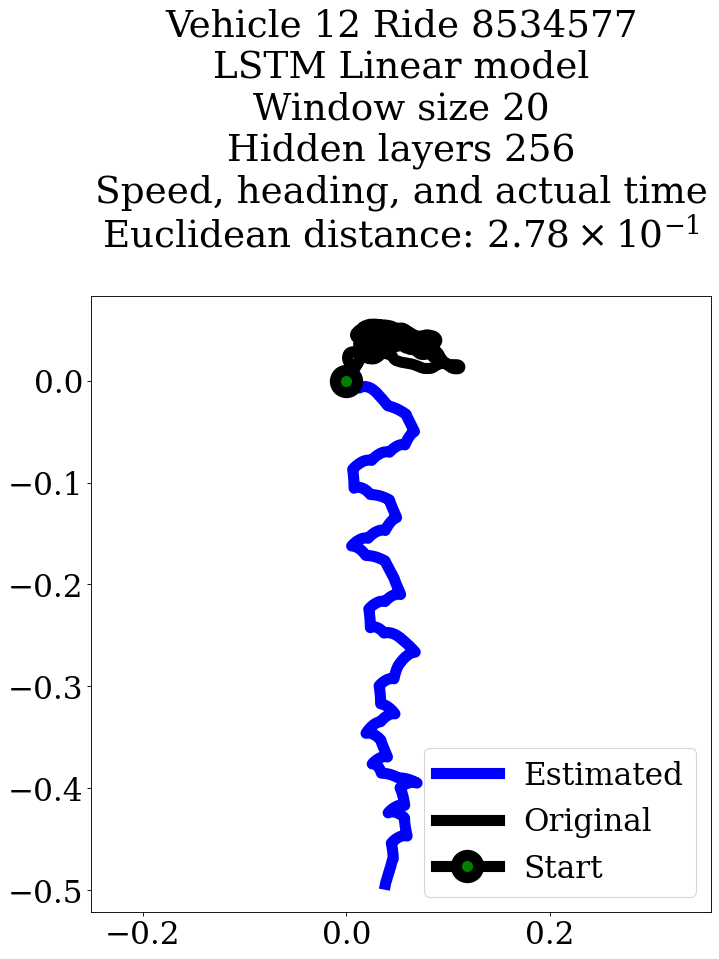 Vehicle 12 Ride 8534577
LSTM Linear model
Window size 20
Hidden layers 256
Speed, heading, and actual time
Euclidean distance: 2.78 × 10⁻¹
0.0
−0.1
−0.2
−0.3
−0.4
−0.5
−0.2
0.0
0.2
Estimated
Original
Start